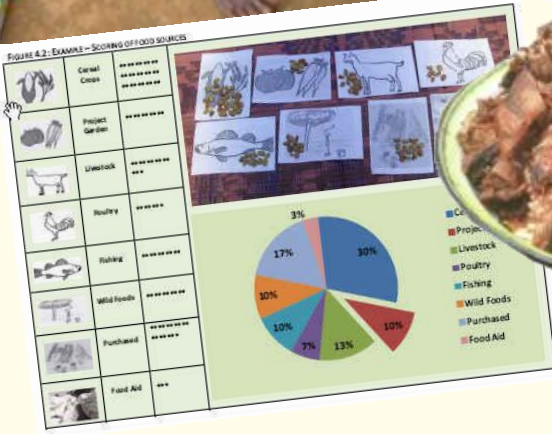 FIGURE 4.2: EXAMPLE – SCORING OF FOOD SOURCES
Cereal
Crops
Project
Garden
Livestock
Poultry
Fishing
Wild Foods
Purchased
Food Aid
3%
17%
30%
10%
10%
10%
7%
13%
Livestock
Poultry
Fishing
Wild Foods
Purchased
Food Aid